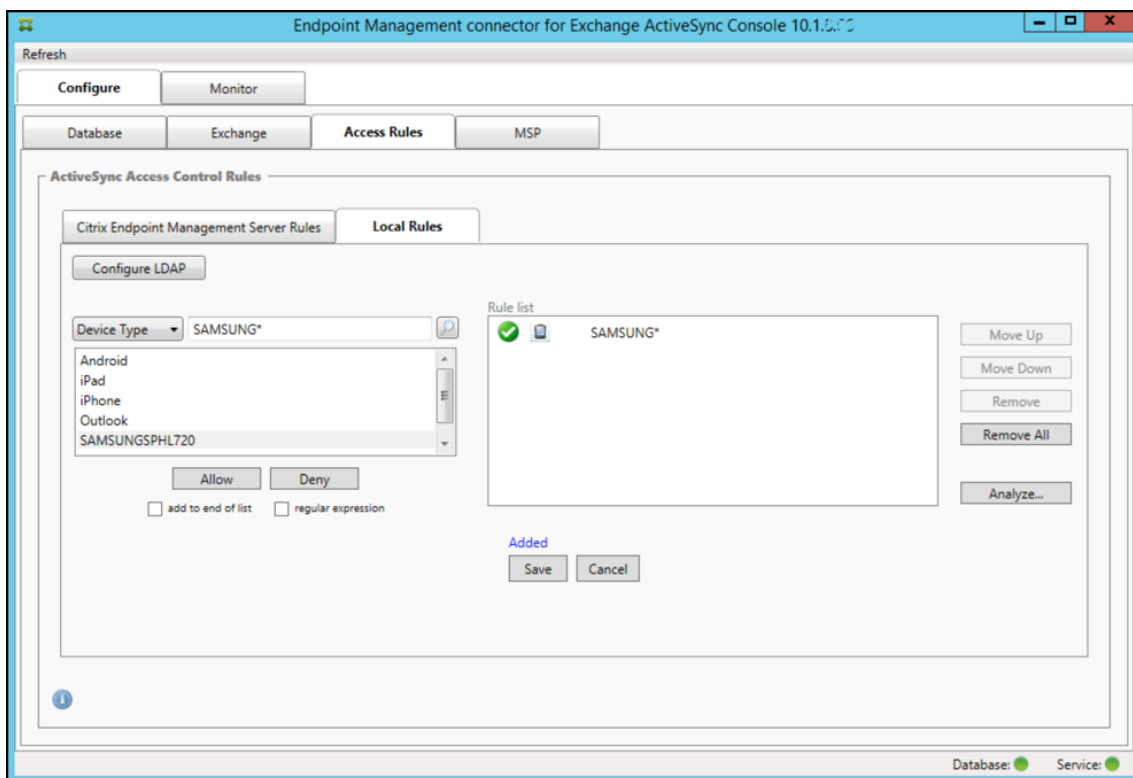 Endpoint Management connector for Exchange ActiveSync Console 10.1.
Refresh
Configure Monitor
Database Exchange Access Rules MSP
ActiveSync Access Control Rules
Citrix Endpoint Management Server Rules Local Rules
Configure LDAP
Rule list
Device Type SAMSUNG* SAMSUNG* Move Up
Android
iPad Move Down
iPhone Remove
Outlook
SAMSUNGSPHL720 Remove All
Allow Deny
Analyze...
add to end of list regular expression
Added
Save Cancel
Database: Service: